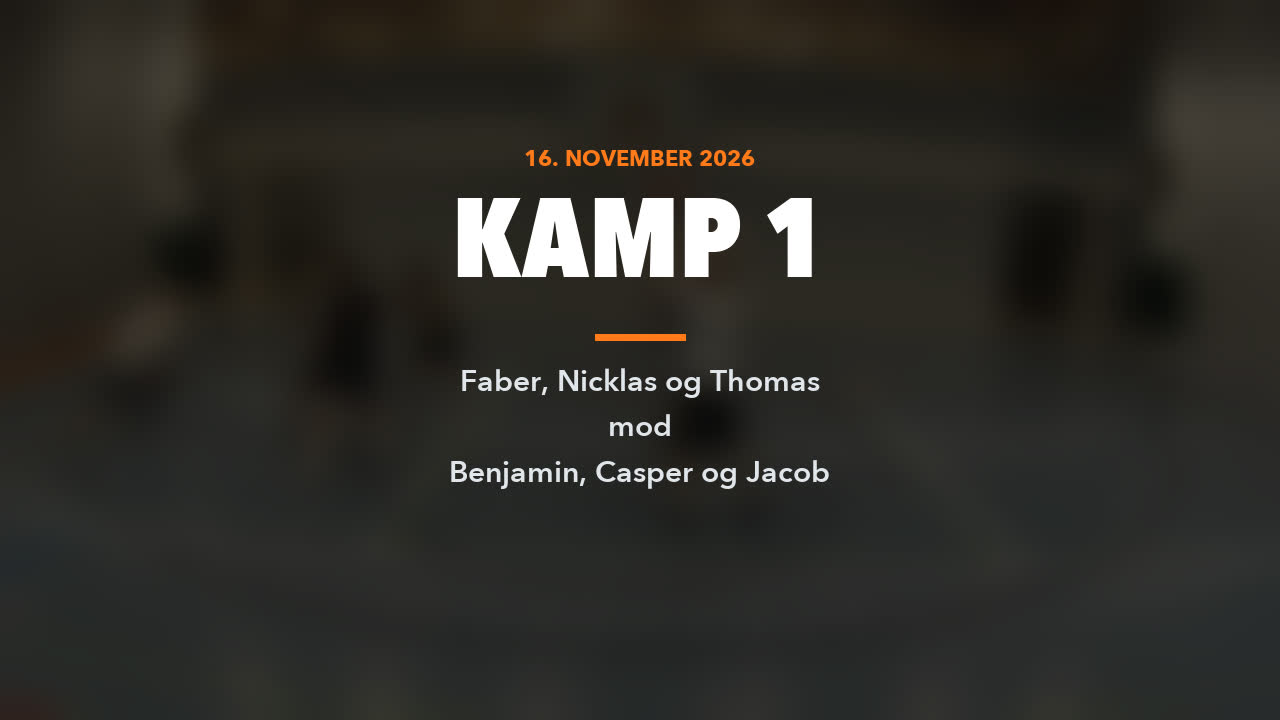 16. NOVEMBER 2026
KAMP 1
Faber, Nicklas og Thomas
mod
Benjamin, Casper og Jacob